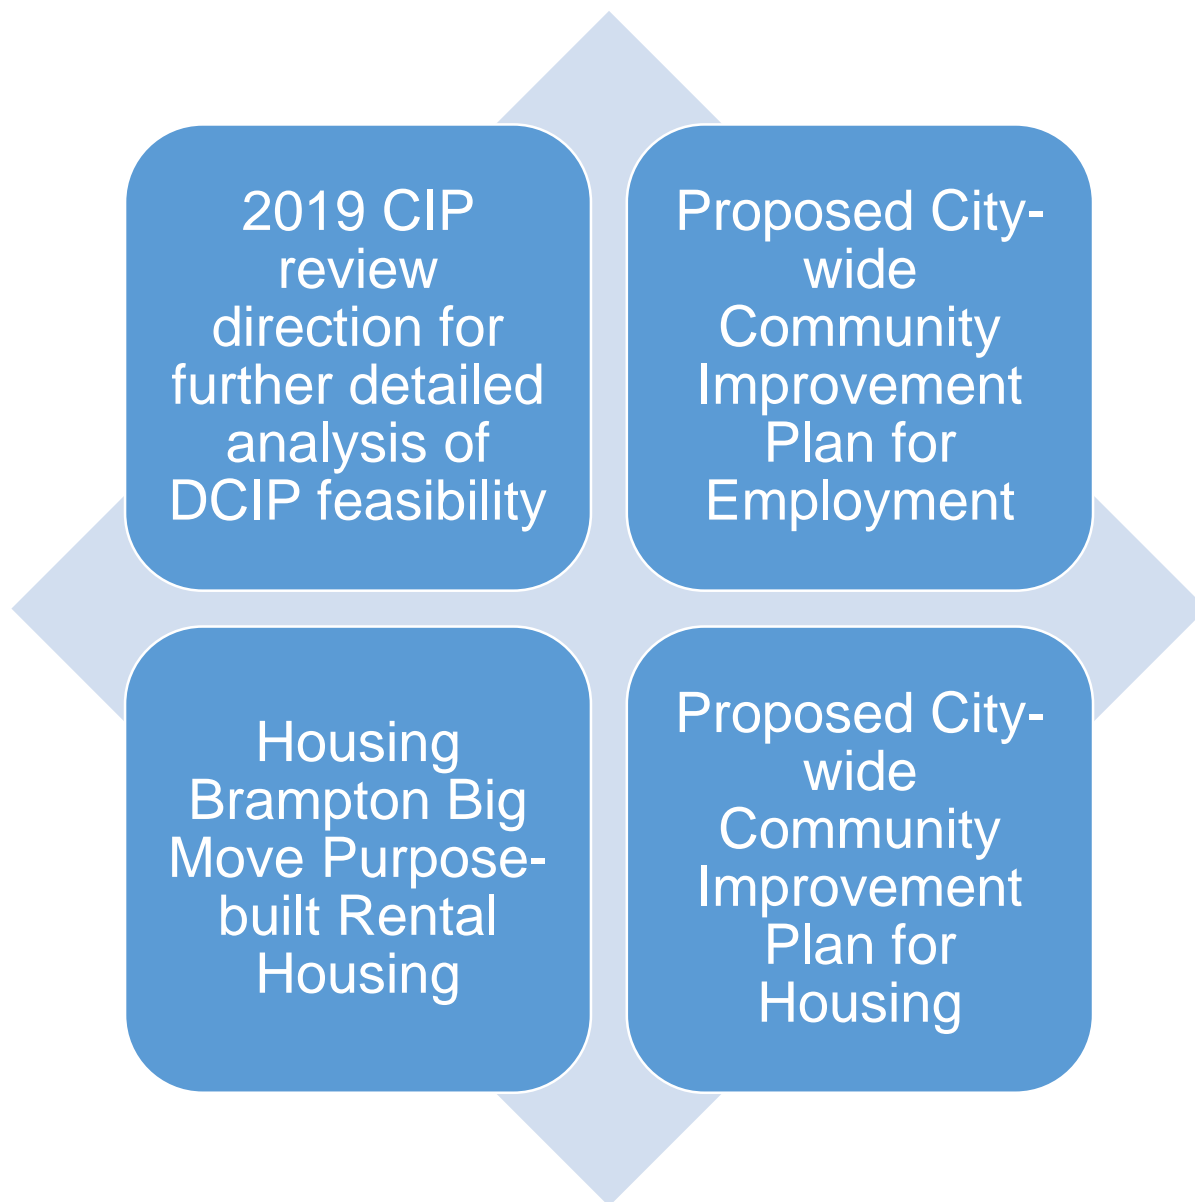 2019 CIP
review
direction for
further detailed
analysis of
DCIP feasibility
Proposed City-
wide
Community
Improvement
Plan for
Employment
Housing
Brampton Big
Move Purpose-
built Rental
Housing
Proposed City-
wide
Community
Improvement
Plan for
Housing